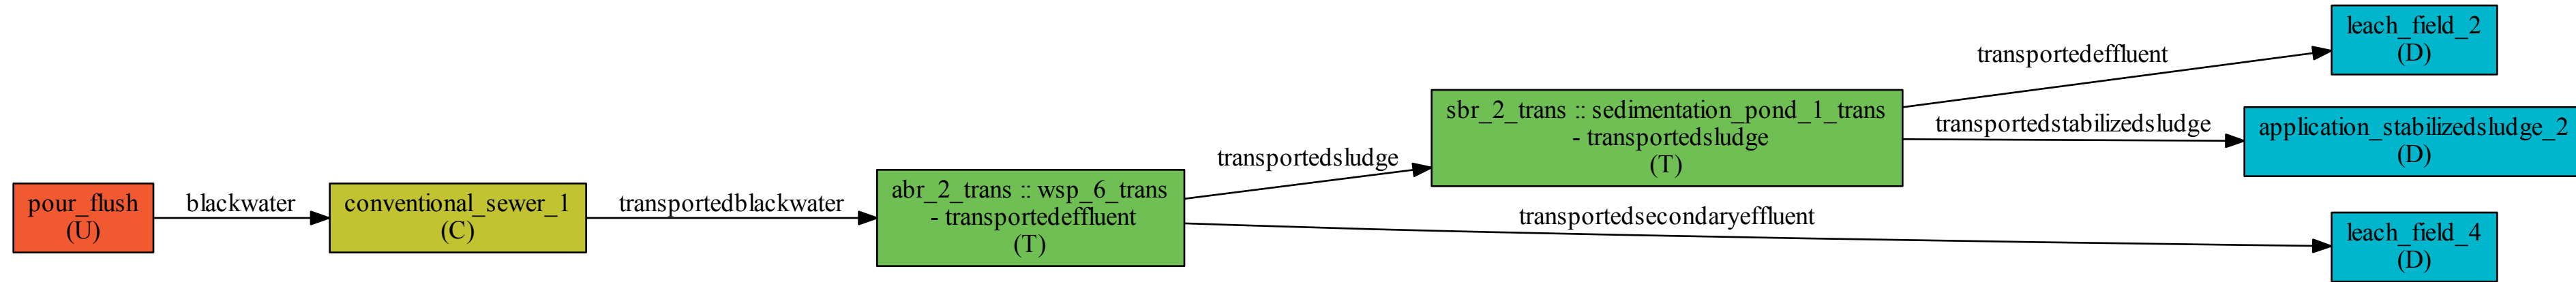 pour_flush
(U)
blackwater
conventional_sewer_1
(C)
transportedblackwater
abr_2_trans :: wsp_6_trans
- transportedeffluent
(T)
transportedsludge
transportedsecondaryeffluent
sbr_2_trans :: sedimentation_pond_1_trans
- transportedsludge
(T)
transportedeffluent
transportedstabilizedsludge
leach_field_2
(D)
application_stabilizedsludge_2
(D)
leach_field_4
(D)